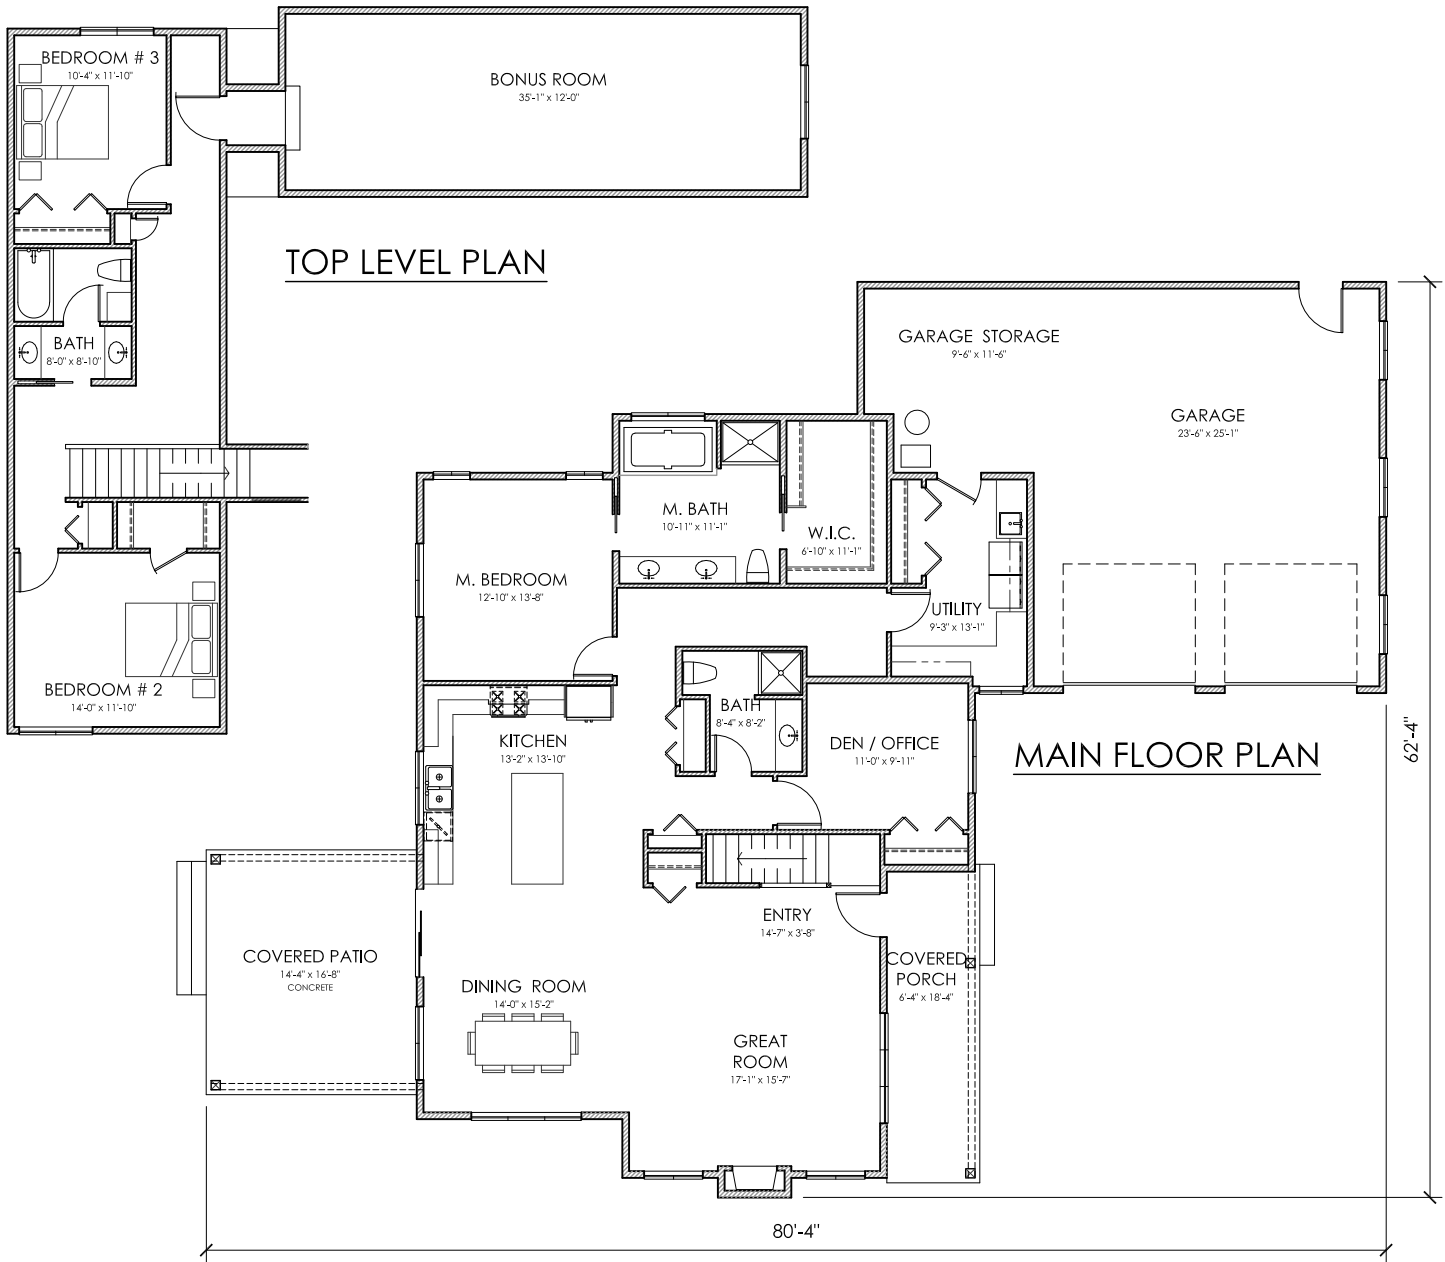 BEDROOM # 3
10'-4" x 11'-10"
BONUS ROOM
35'-1" x 12'-0"
TOP LEVEL PLAN
BATH
8'-0" x 8'-10"
BEDROOM # 2
14'-0" x 11'-10"
GARAGE STORAGE
9'-6" x 11'-6"
GARAGE
23'-6" x 25'-1"
M. BATH
10'-11" x 11'-1"
W.I.C.
6'-10" x 11'-1"
M. BEDROOM
12'-10" x 13'-8"
UTILITY
9'-3" x 13'-1"
BATH
8'-4" x 8'-2"
KITCHEN
13'-2" x 13'-10"
DEN / OFFICE
11'-0" x 9'-11"
MAIN FLOOR PLAN
62'-4"
ENTRY
14'-7" x 3'-8"
COVERED PATIO
14'-4" x 16'-8"
CONCRETE
COVERED
PORCH
6'-4" x 18'-4"
DINING ROOM
14'-0" x 15'-2"
GREAT
ROOM
17'-1" x 15'-7"
80'-4"